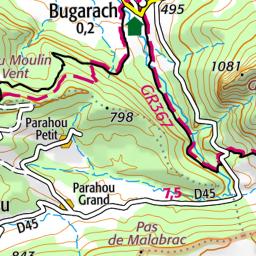 Bugarach
0,2
495
u Moulin
Vent
1081
GR367
798
Parahou
Petit
Parahou
Grand
7,5
D45
u
D45
Pas
de Malabrac
843